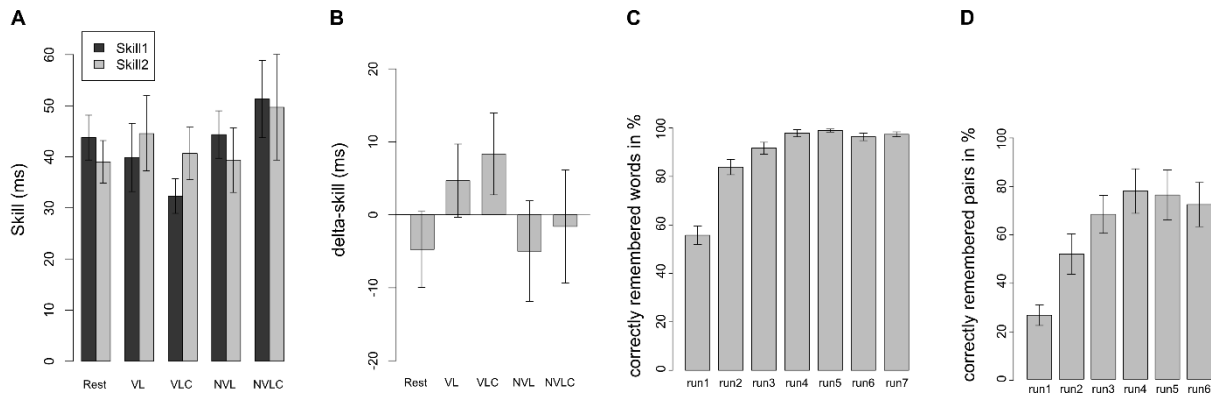 A
Skill (ms)
60
50
40
30
20
10
0
Skill1
Skill2
Rest VL VLC NVL NVLC
B
delta-skill (ms)
20
10
0
-10
-20
Rest VL VLC NVL NVLC
C
correctly remembered words in %
100
80
60
40
20
0
run1 run2 run3 run4 run5 run6 run7
D
correctly remembered pairs in %
100
80
60
40
20
0
run1 run2 run3 run4 run5 run6